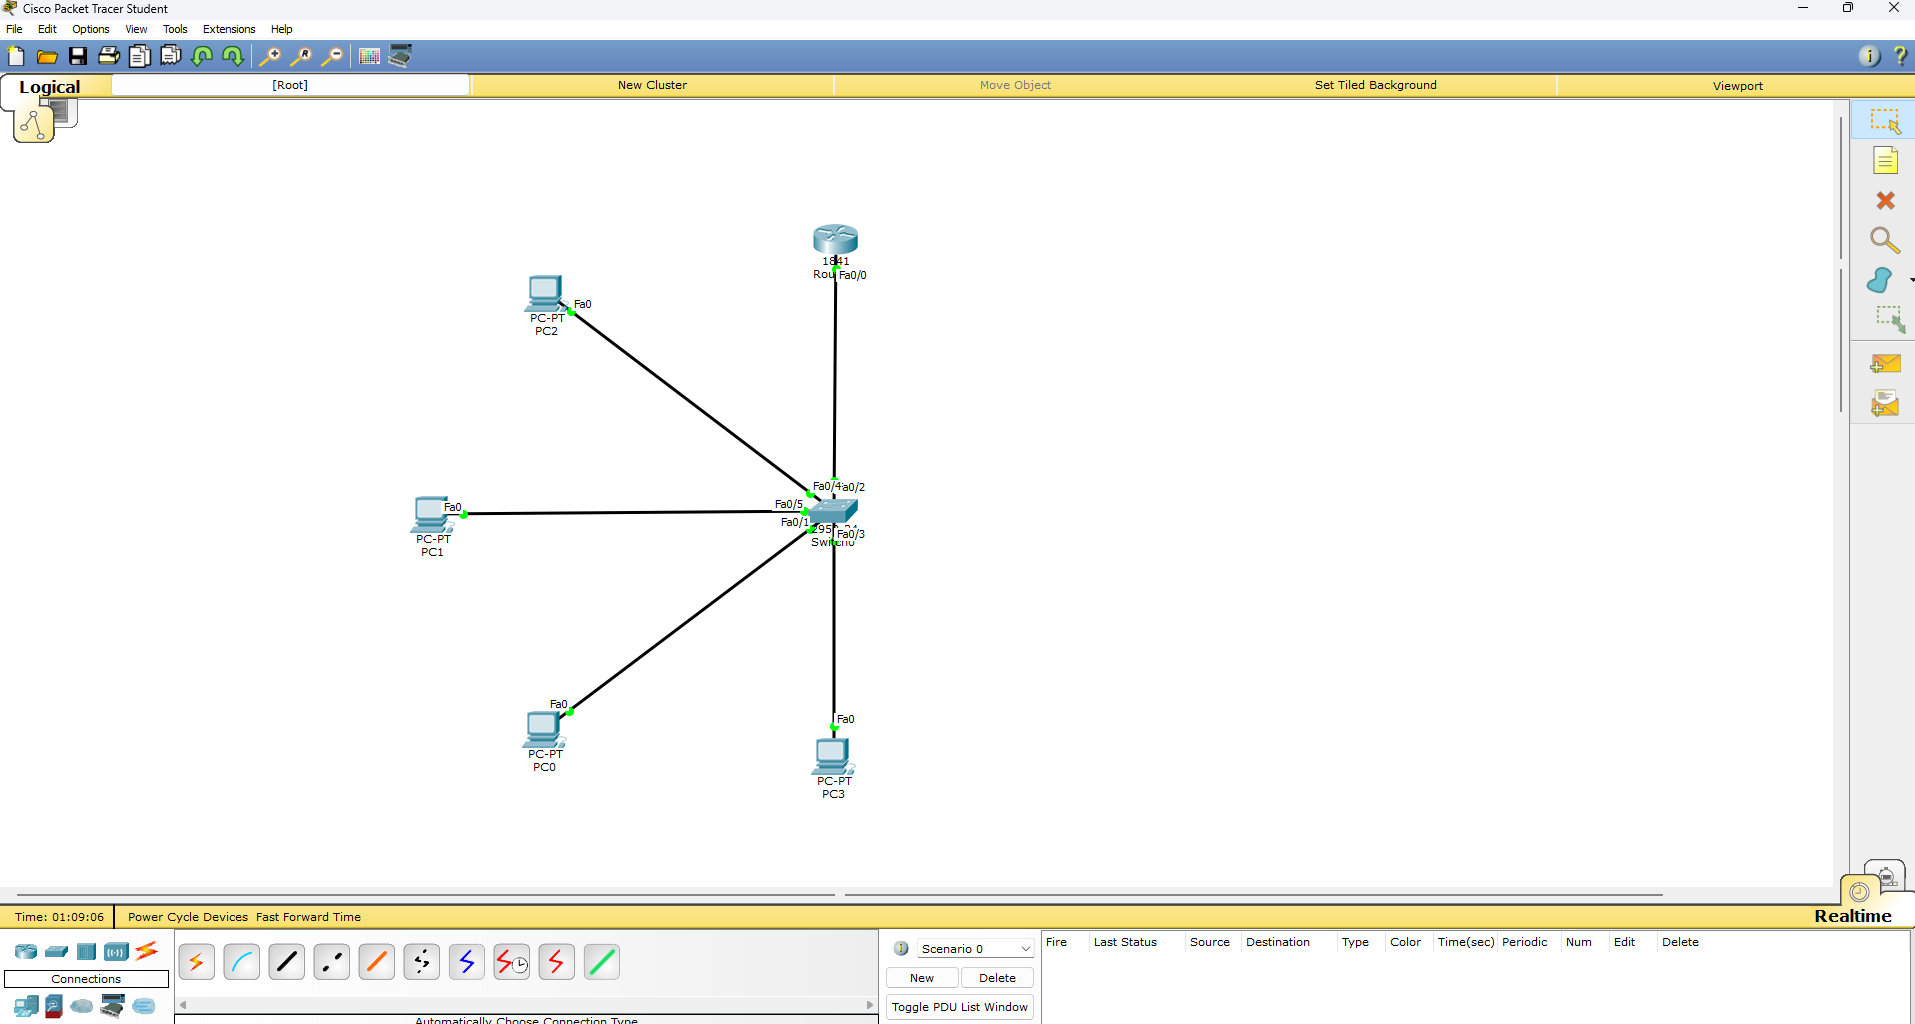 Cisco Packet Tracer Student
File Edit Options View Tools Extensions Help
Logical [Root] New Cluster Move Object Set Tiled Background Viewport
1841
Rou Fa0/0
Fa0
PC-PT
PC2
Fa0/4 a0/2
Fa0/5
Fa0
Fa0/1
Fa0/3
PC-PT
PC1
Fa0
PC-PT
PC0
Fa0
PC-PT
PC3
Time: 01:09:06 Power Cycle Devices Fast Forward Time Realtime
Connections
Automatically Choose Connection Type
Scenario 0
New Delete
Toggle PDU List Window
Fire Last Status Source Destination Type Color Time(sec) Periodic Num Edit Delete